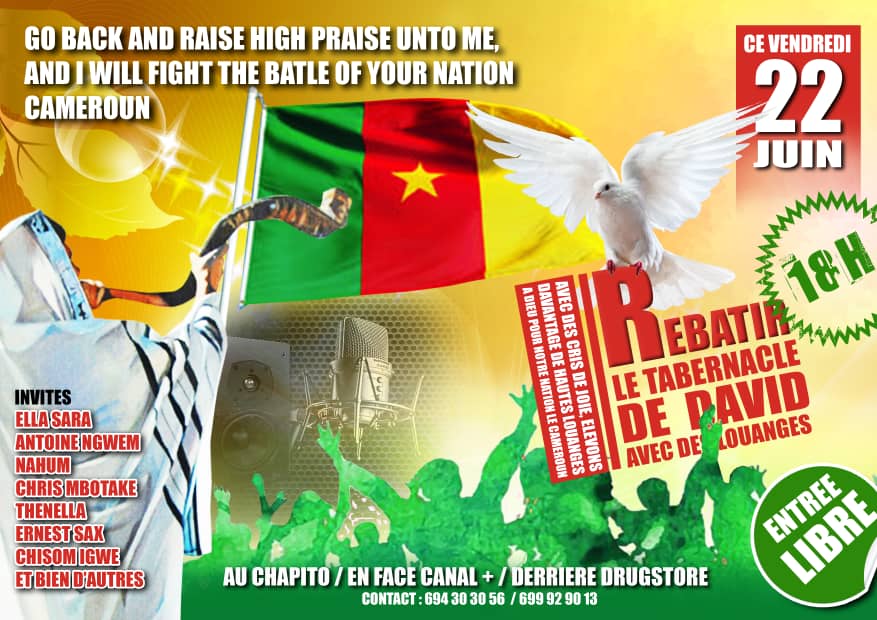 GO BACK AND RAISE HIGH PRAISE UNTO ME,
AND I WILL FIGHT THE BATLE OF YOUR NATION
CAMEROUN
CE VENDREDI
22
JUIN
18 H
REBATIR
LE TABERNACLE
DE DAVID
AVEC DES LOUANGES
AVEC DES CRIS DE JOIE, ELEVONS
DAVANTAGE DE HAUTES LOUANGES
A DIEU POUR NOTRE NATION LE CAMEROUN
INVITES
ELLA SARA
ANTOINE NGWEM
NAHUM
CHRIS MBOTAKE
THENELLA
ERNEST SAX
CHISOM IGWE
ET BIEN D'AUTRES
ENTREE
LIBRE
AU CHAPITO / EN FACE CANAL + / DERRIERE DRUGSTORE
CONTACT : 694 30 30 56 / 699 92 90 13